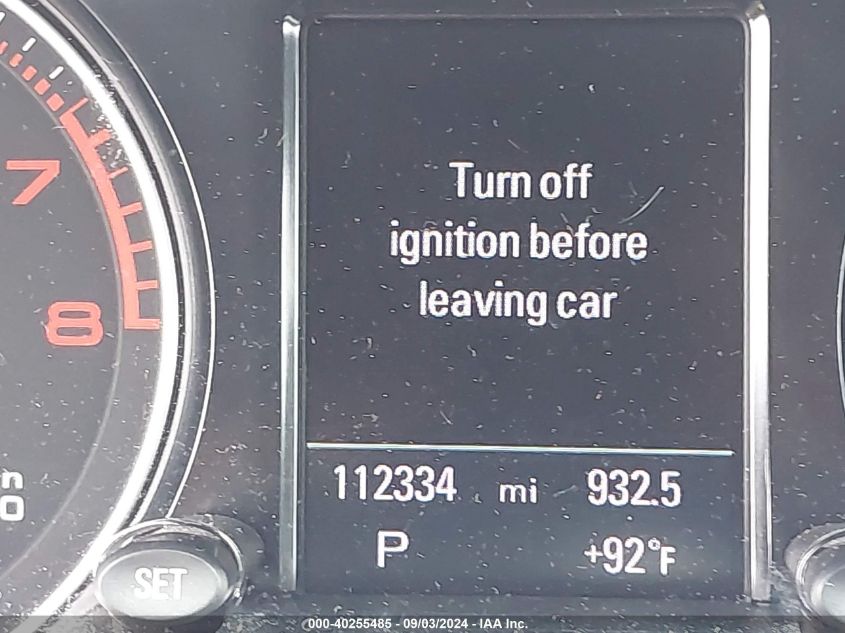 7
8
Turn off
ignition before
leaving car
112334 mi 932.5
P +92°F
SET
000-40255485 - 09/03/2024 - IAA Inc.